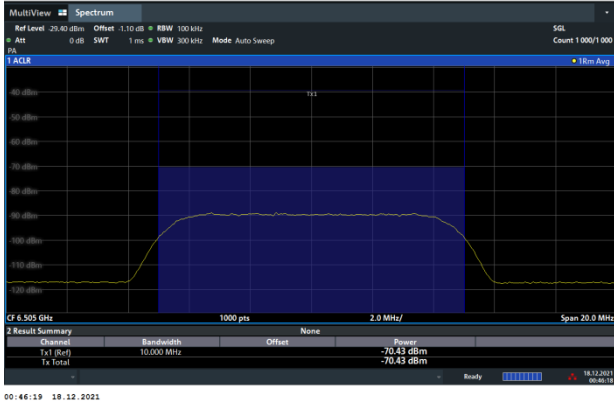 MultiView Spectrum
Ref Level -29.40 dBm Offset -1.10 dB RBW 100 kHz SGL
Att 0 dB SWT 1 ms VBW 300 kHz Mode Auto Sweep Count 1000/1000
PA
1 ACLR 1Rm Avg
Tx1
-40 dBm
-50 dBm
-60 dBm
-70 dBm
-80 dBm
-90 dBm
-100 dBm
-110 dBm
-120 dBm
CF 6.505 GHz 1000 pts 2.0 MHz/ Span 20.0 MHz
2 Result Summary None
Channel Bandwidth Offset Power
Tx1 (Ref) 10.000 MHz -70.43 dBm
Tx Total -70.43 dBm
Ready 18.12.2021
00:46:18
00:46:19 18.12.2021